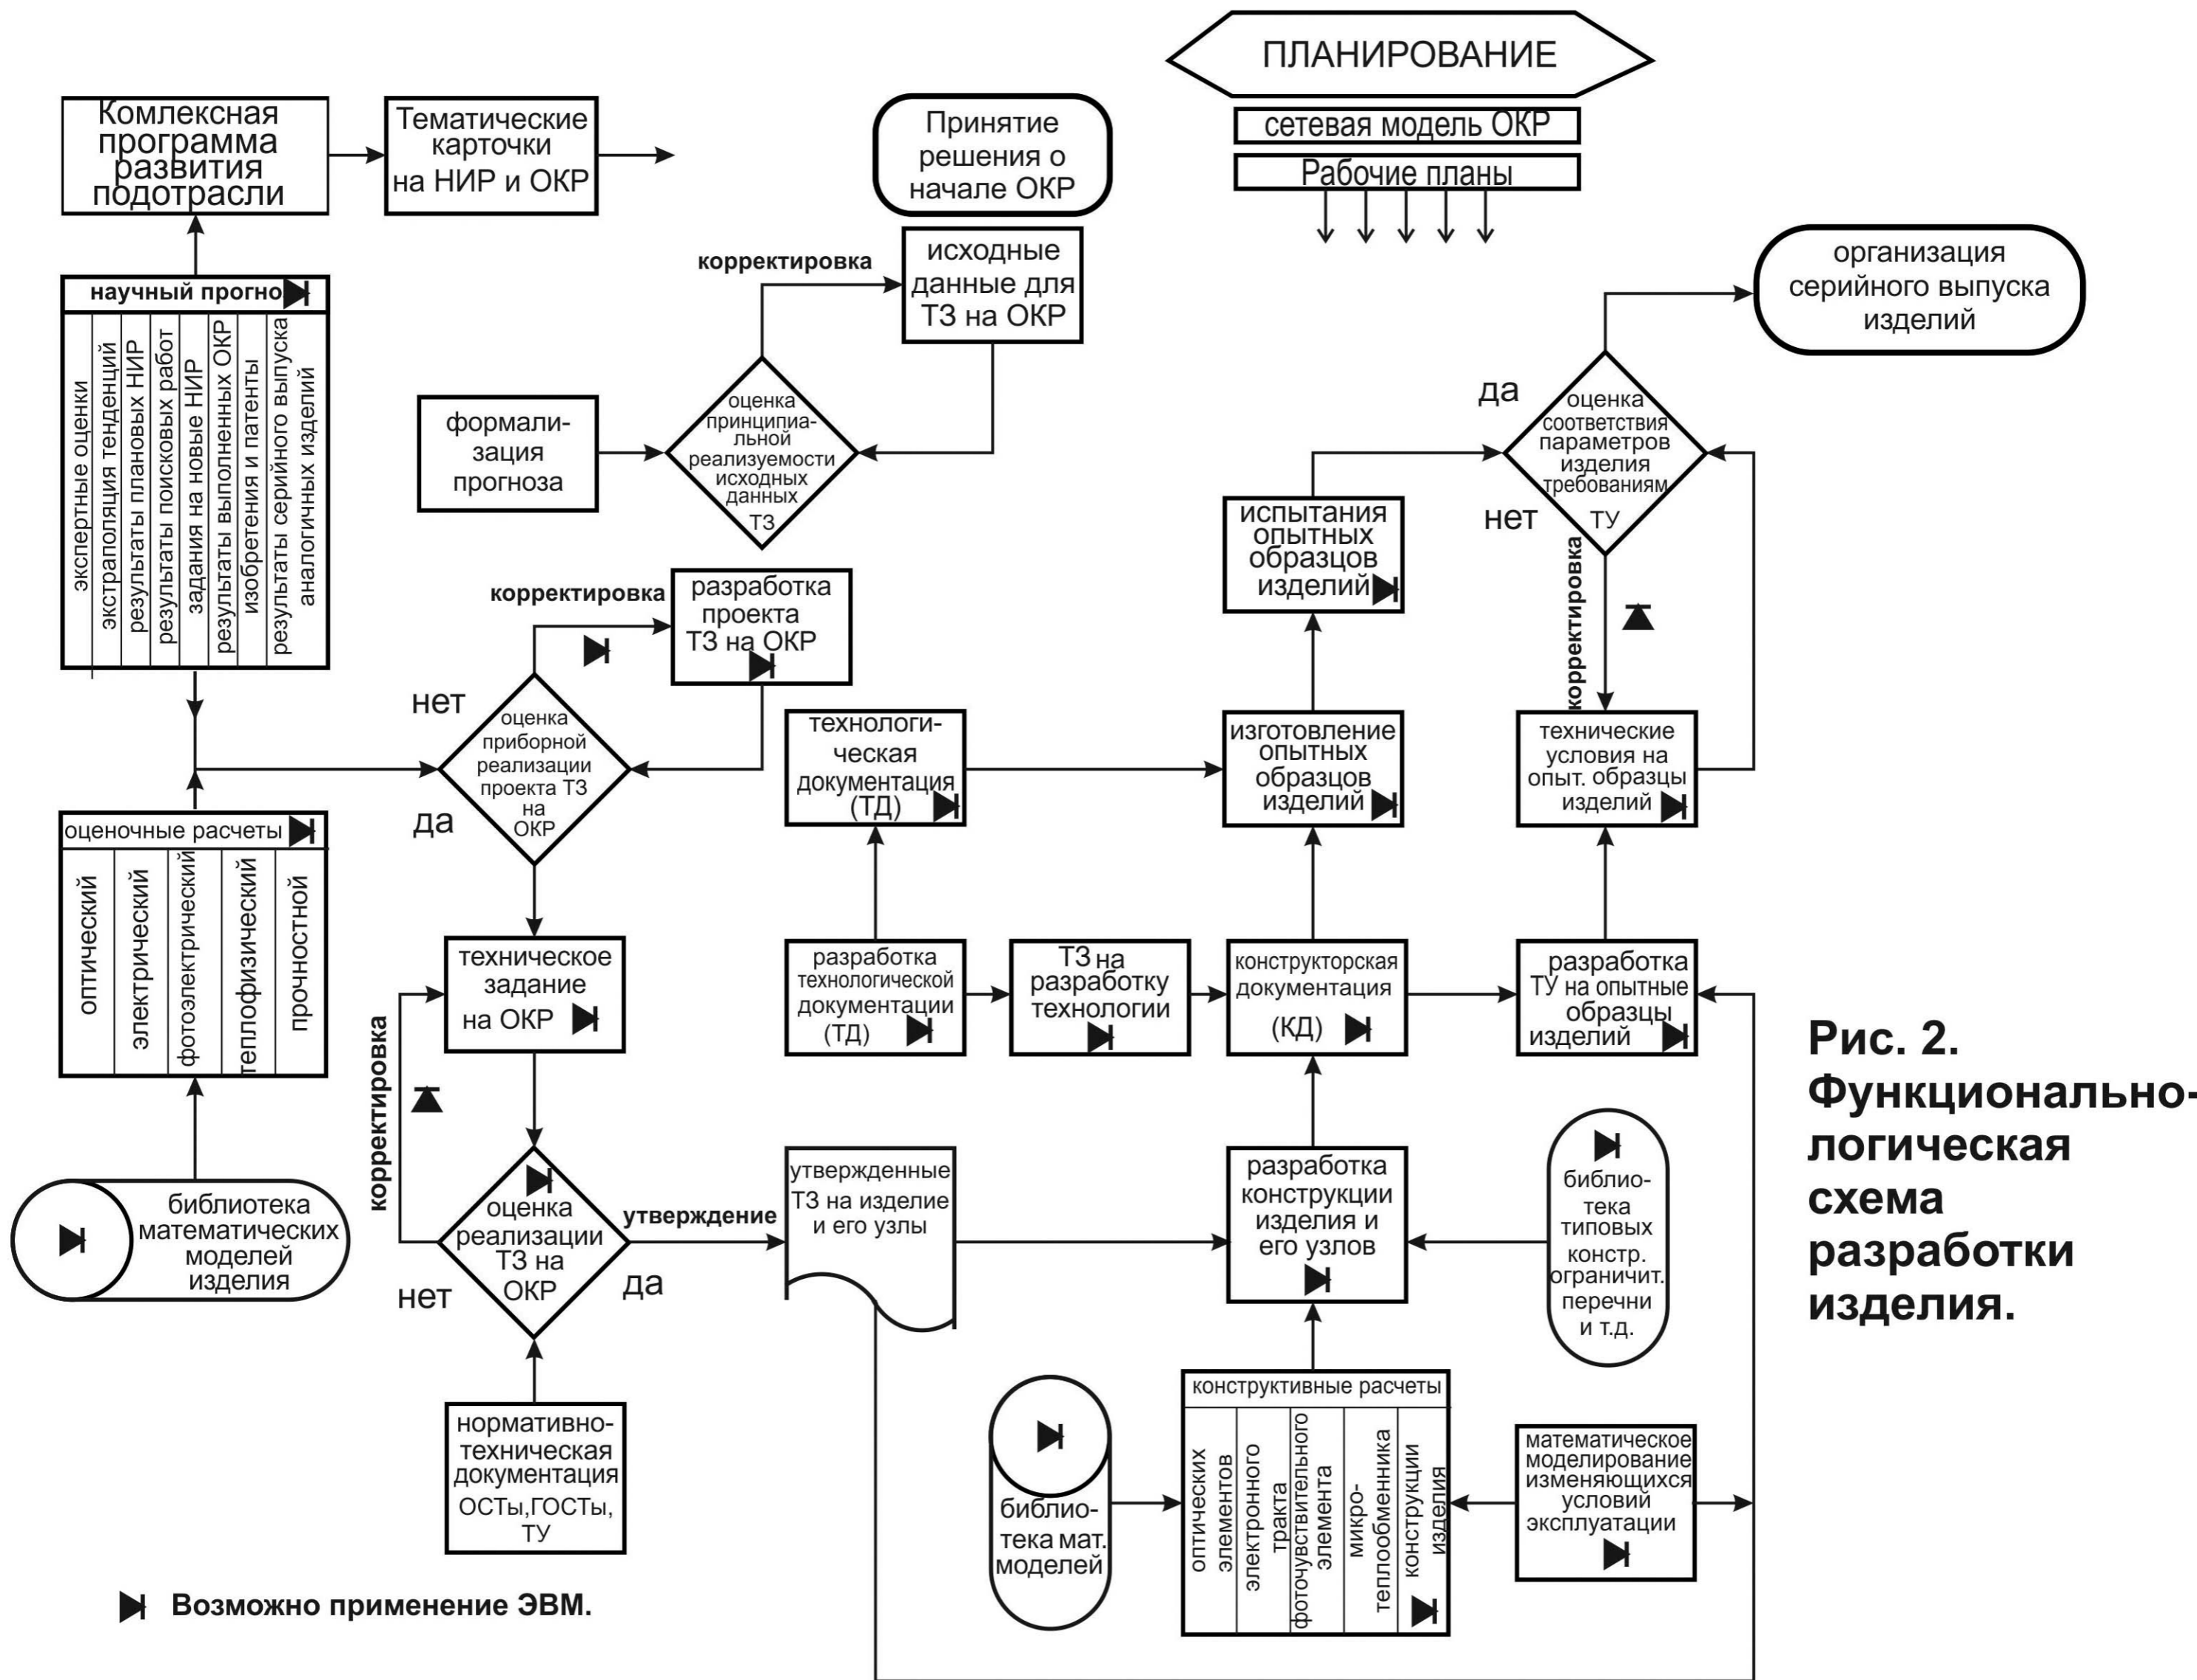 ПЛАНИРОВАНИЕ
сетевая модель ОКР
Рабочие планы
Комлексная
программа
развития
подотрасли
Тематические
карточки
на НИР и ОКР
Принятие
решения о
начале ОКР
исходные
данные для
ТЗ на ОКР
корректировка
организация
серийного выпуска
изделий
научный прогно
экспертные оценки
экстраполяция тенденций
результаты плановых НИР
результаты поисковых работ
задания на новые НИР
результаты выполненных ОКР
изобретения и патенты
результаты серийного выпуска
аналогичных изделий
формали-
зация
прогноза
оценка
принципиа-
льной
реализуемости
исходных
данных
ТЗ
да
нет
оценка
соответствия
параметров
изделия
требованиям
ТУ
корректировка
испытания
опытных
образцов
изделий
корректировка
разработка
проекта
ТЗ на ОКР
нет
да
оценка
приборной
реализации
проекта ТЗ
на
ОКР
технологи-
ческая
документация
(ТД)
изготовление
опытных
образцов
изделий
технические
условия на
опыт. образцы
изделий
оценочные расчеты
оптический
электрический
фотоэлектрический
теплофизический
прочностной
техническое
задание
на ОКР
корректировка
разработка
технологической
документации
(ТД)
ТЗ на
разработку
технологии
конструкторская
документация
(КД)
разработка
ТУ на опытные
образцы
изделий
библиотека
математических
моделей
изделия
оценка
реализации
ТЗ на
ОКР
нет
да
утверждение
утвержденные
ТЗ на изделие
и его узлы
разработка
конструкции
изделия и
его узлов
библио-
тека
типовых
констр.
ограничит.
перечни
и т.д.
нормативно-
техническая
документация
ОСТы,ГОСТы,
ТУ
библио-
тека мат.
моделей
конструктивные расчеты
оптических
элементов
электронного
тракта
фоточувствительного
элемента
микро-
теплообменника
конструкции
изделия
математическое
моделирование
изменяющихся
условий
эксплуатации
Возможно применение ЭВМ.
Рис. 2.
Функционально-
логическая
схема
разработки
изделия.